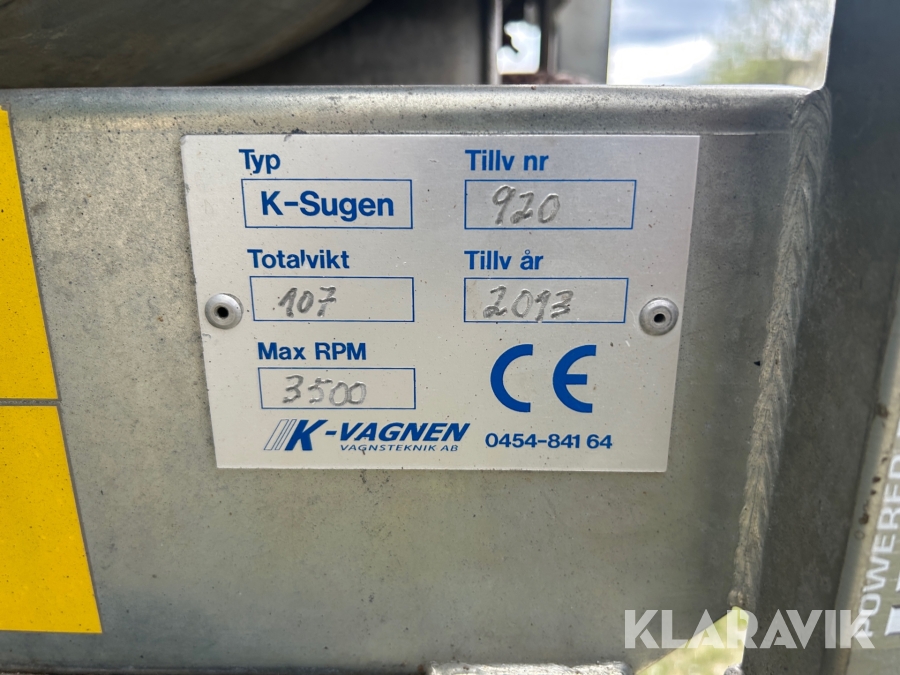 Typ
Tillv nr
K-Sugen
920
Totalvikt
Tillv år
107
2013
Max RPM
3500
CE
K-VAGNEN
VAGNSTEKNIK AB
0454-841 64
POWERED
KLARAVIK